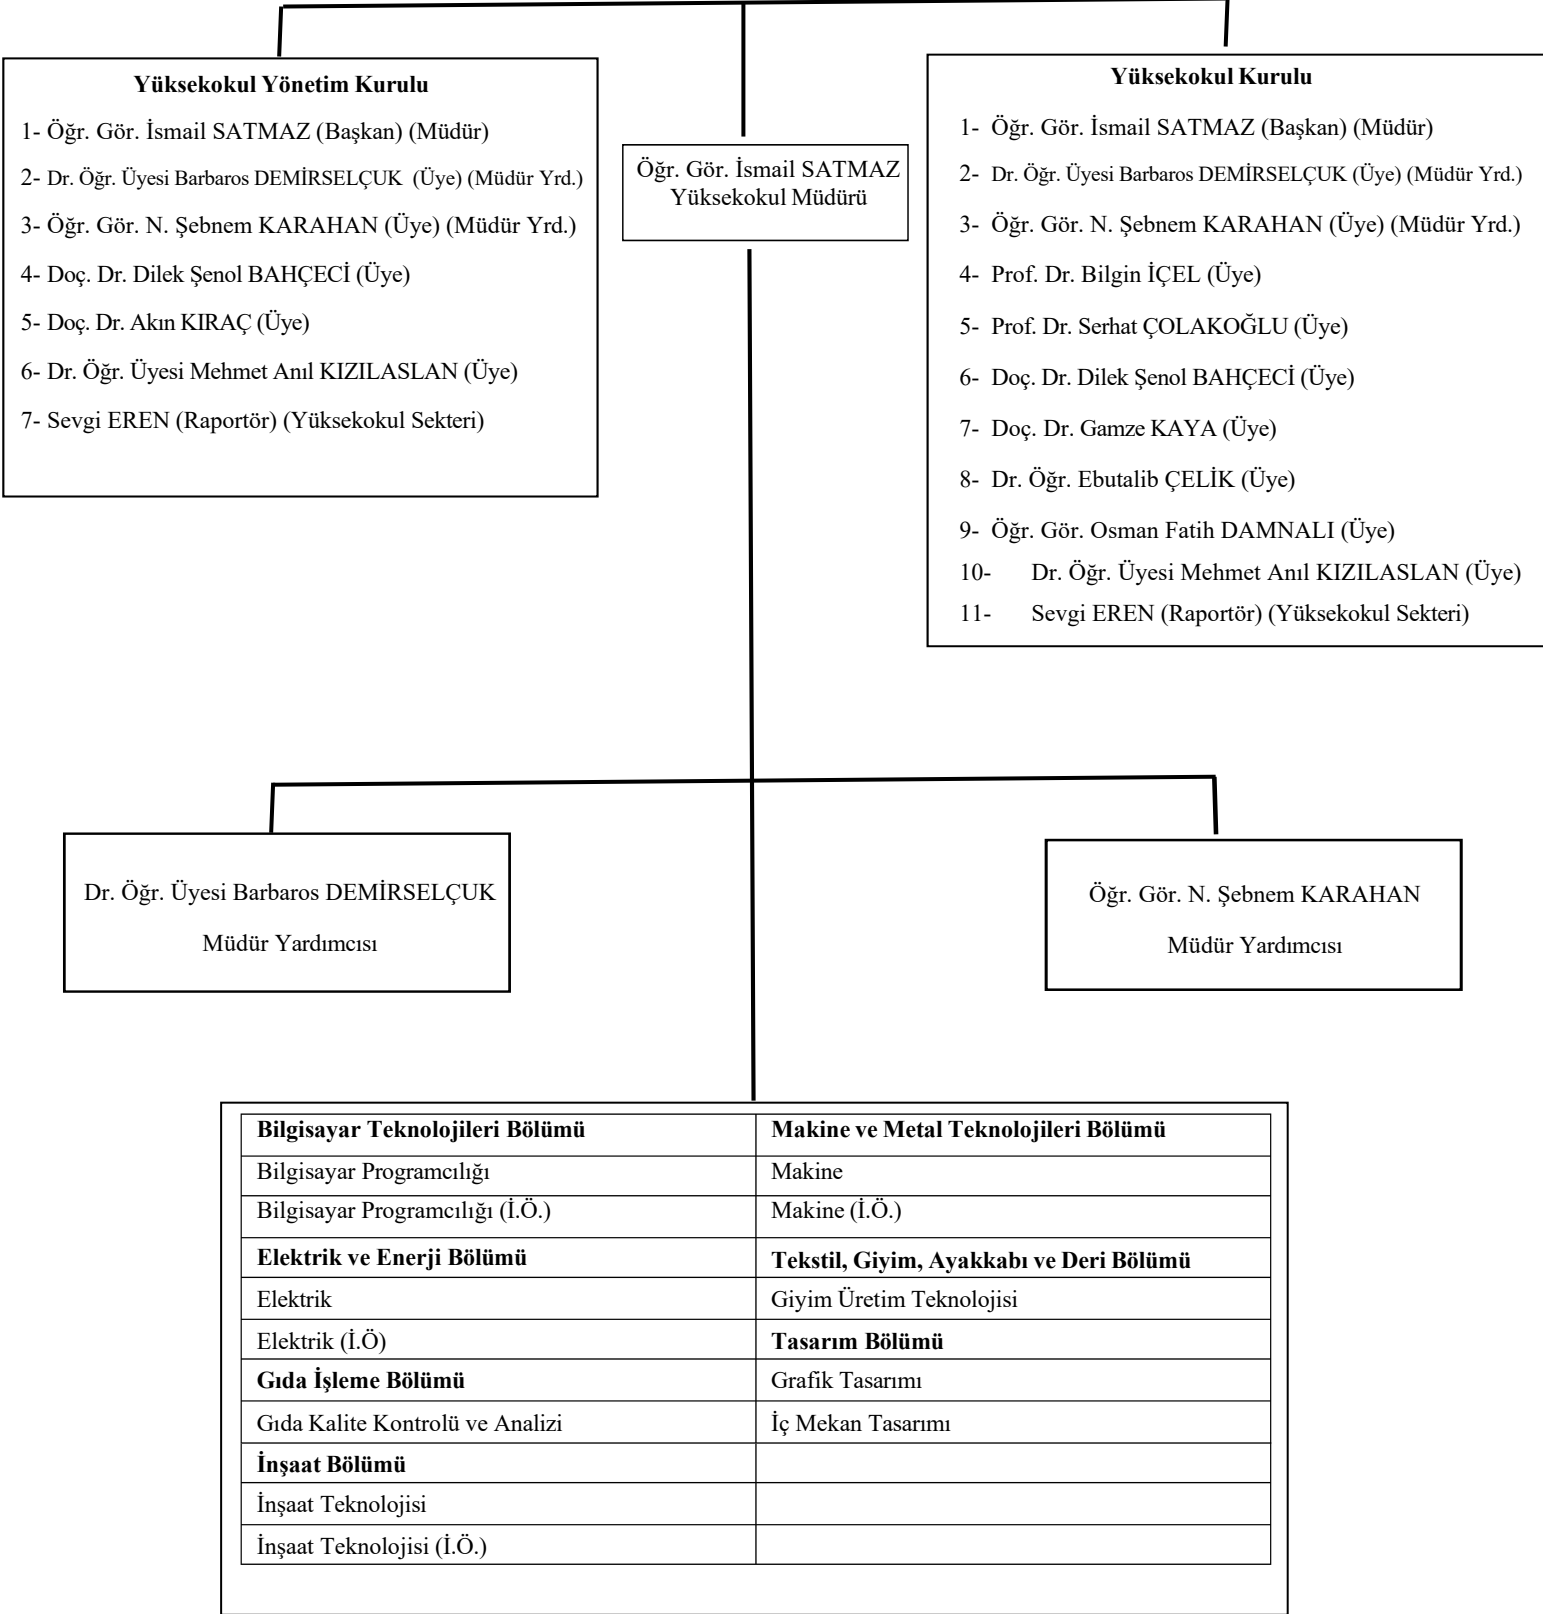 Yüksekokul Yönetim Kurulu
1- Öğr. Gör. İsmail SATMAZ (Başkan) (Müdür)
2- Dr. Öğr. Üyesi Barbaros DEMİRSELÇUK (Üye) (Müdür Yrd.)
3- Öğr. Gör. N. Şebnem KARAHAN (Üye) (Müdür Yrd.)
4- Doç. Dr. Dilek Şenol BAHÇECİ (Üye)
5- Doç. Dr. Akın KIRAÇ (Üye)
6- Dr. Öğr. Üyesi Mehmet Anıl KIZILASLAN (Üye)
7- Sevgi EREN (Raportör) (Yüksekokul Sekteri)
Öğr. Gör. İsmail SATMAZ
Yüksekokul Müdürü
Yüksekokul Kurulu
1- Öğr. Gör. İsmail SATMAZ (Başkan) (Müdür)
2- Dr. Öğr. Üyesi Barbaros DEMİRSELÇUK (Üye) (Müdür Yrd.)
3- Öğr. Gör. N. Şebnem KARAHAN (Üye) (Müdür Yrd.)
4- Prof. Dr. Bilgin İÇEL (Üye)
5- Prof. Dr. Serhat ÇOLAKOĞLU (Üye)
6- Doç. Dr. Dilek Şenol BAHÇECİ (Üye)
7- Doç. Dr. Gamze KAYA (Üye)
8- Dr. Öğr. Ebutalib ÇELİK (Üye)
9- Öğr. Gör. Osman Fatih DAMNALI (Üye)
10- Dr. Öğr. Üyesi Mehmet Anıl KIZILASLAN (Üye)
11- Sevgi EREN (Raportör) (Yüksekokul Sekteri)
Dr. Öğr. Üyesi Barbaros DEMİRSELÇUK
Müdür Yardımcısı
Öğr. Gör. N. Şebnem KARAHAN
Müdür Yardımcısı
Bilgisayar Teknolojileri Bölümü Makine ve Metal Teknolojileri Bölümü
Bilgisayar Programcılığı Makine
Bilgisayar Programcılığı (İ.Ö.) Makine (İ.Ö.)
Elektrik ve Enerji Bölümü Tekstil, Giyim, Ayakkabı ve Deri Bölümü
Elektrik Giyim Üretim Teknolojisi
Elektrik (İ.Ö) Tasarım Bölümü
Gıda İşleme Bölümü Grafik Tasarımı
Gıda Kalite Kontrolü ve Analizi İç Mekan Tasarımı
İnşaat Bölümü
İnşaat Teknolojisi
İnşaat Teknolojisi (İ.Ö.)